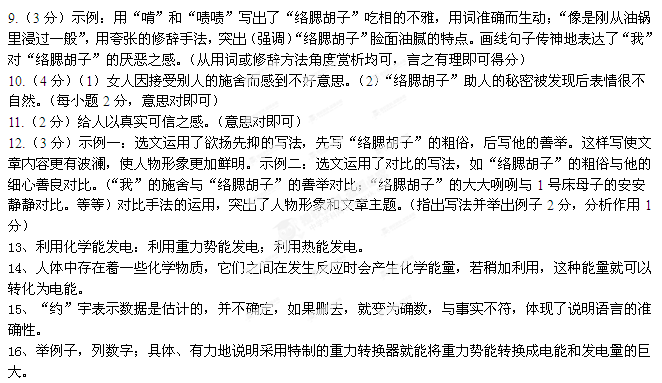 9.（3 分）示例：用“啃”和“啧啧”写出了“络腮胡子”吃相的不雅，用词准确而生动；“像是刚从油锅
里浸过一般”，用夸张的修辞手法，突出（强调）“络腮胡子”脸面油腻的特点。画线句子传神地表达了“我”
对“络腮胡子”的厌恶之感。（从用词或修辞方法角度赏析均可，言之有理即可得分）
10.（4 分）（1）女人因接受别人的施舍而感到不好意思。（2）“络腮胡子”助人的秘密被发现后表情很不
自然。（每小题 2 分，意思对即可）
11.（2 分）给人以真实可信之感。（意思对即可）
12.（3 分）示例一：选文运用了欲扬先抑的写法，先写“络腮胡子”的粗俗，后写他的善举。这样写使文
章内容更有波澜，使人物形象更加鲜明。示例二：选文运用了对比的写法，如“络腮胡子”的粗俗与他的
细心善良对比。（“我”的施舍与“络腮胡子”的善举对比；“络腮胡子”的大大咧咧与 1 号床母子的安安
静静对比。等等）对比手法的运用，突出了人物形象和文章主题。（指出写法并举出例子 2 分，分析作用 1
分）
13、利用化学能发电：利用重力势能发电；利用热能发电。
14、人体中存在着一些化学物质，它们之间在发生反应时会产生化学能量，若稍加利用，这种能量就可以
转化为电能。
15、“约”字表示数据是估计的，并不确定，如果删去，就变为确数，与事实不符，体现了说明语言的准
确性。
16、举例子，列数字；具体、有力地说明采用特制的重力转换器就能将重力势能转换成电能和发电量的巨
大。